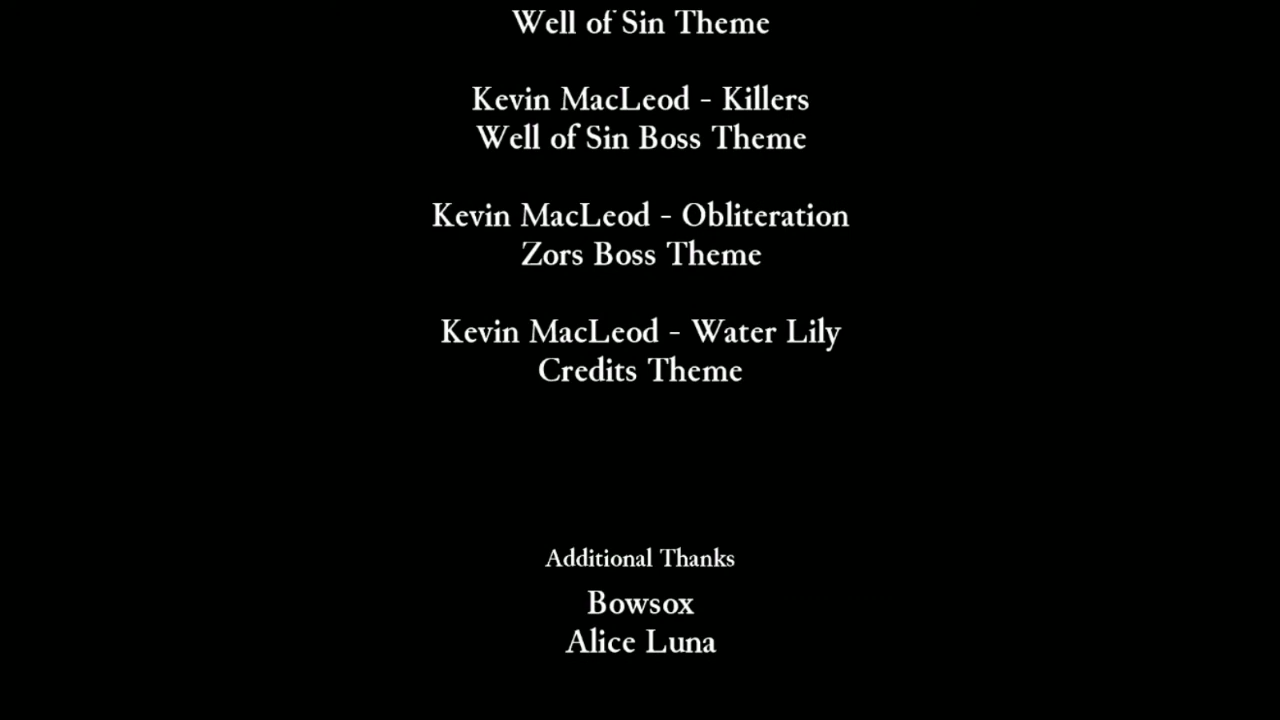 Well of Sin Theme
Kevin MacLeod - Killers
Well of Sin Boss Theme
Kevin MacLeod - Obliteration
Zors Boss Theme
Kevin MacLeod - Water Lily
Credits Theme
Additional Thanks
Bowsox
Alice Luna